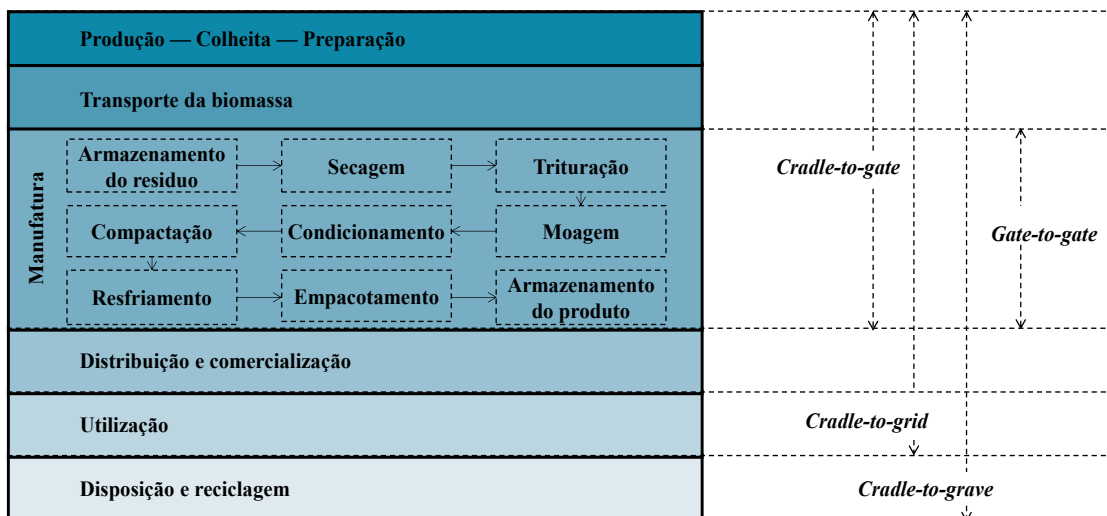 Produção — Colheita — Preparação
Transporte da biomassa
Manufatura
Armazenamento
do resíduo
Secagem
Trituração
Compactação
Condicionamento
Moagem
Resfriamento
Empacotamento
Armazenamento
do produto
Distribuição e comercialização
Utilização
Disposição e reciclagem
Cradle-to-gate
Gate-to-gate
Cradle-to-grid
Cradle-to-grave